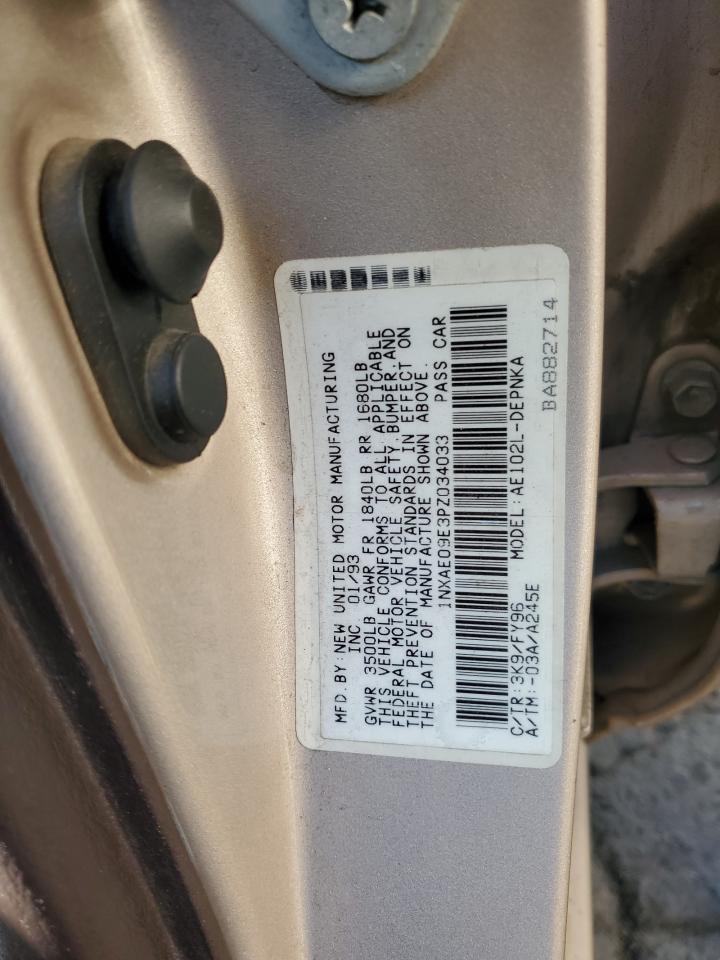 MFD.BY:NEW UNITED MOTOR MANUFACTURING
INC. 01/93
GVWR 3500LB GAWR FR 1840LB RR 1680LB
THIS VEHICLE CONFORMS TO ALL APPLICABLE
FEDERAL MOTOR VEHICLE SAFETY,BUMPER,AND
THEFT PREVENTION STANDARDS IN EFFECT ON
THE DATE OF MANUFACTURE SHOWN ABOVE.
1NXAE09E3PZ034033 PASS CAR
C/TR:3K9/FY96 MODEL:AE102L-DEPNKA
A/TM:-03A/A245E
BA882714